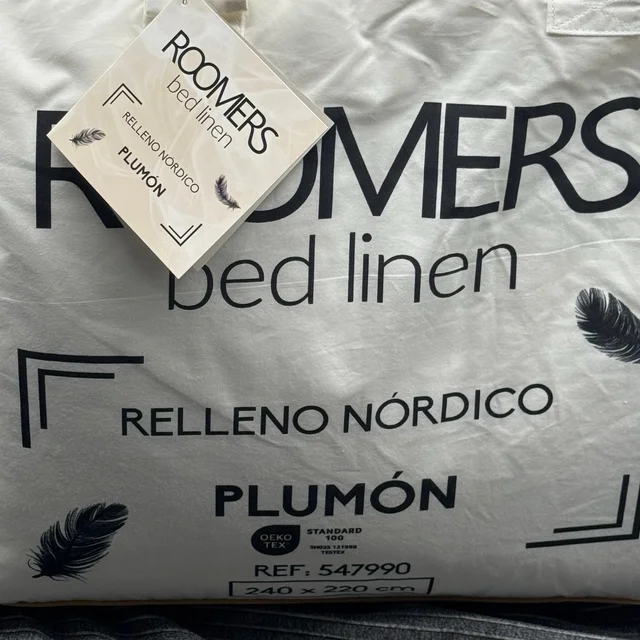 ROOMERS
bed linen
RELLENO NÓRDICO
PLUMÓN
ROOMERS
bed linen
RELLENO NÓRDICO
PLUMÓN
OEKO
TEX
STANDARD
100
TESTEX
REF: 547990
240 x 220 cm